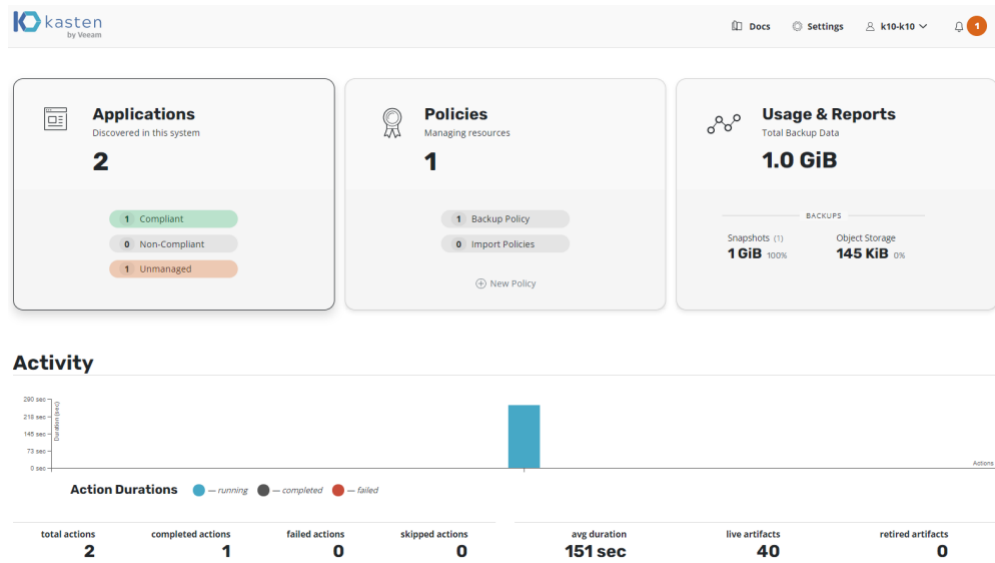 kasten
by Veeam
Docs
Settings
k10-k10
1
Applications
Discovered in this system
2
1 Compliant
0 Non-Compliant
1 Unmanaged
Policies
Managing resources
1
1 Backup Policy
0 Import Policies
New Policy
Usage & Reports
Total Backup Data
1.0 GiB
BACKUPS
Snapshots (1)
1 GiB 100%
Object Storage
145 KiB 0%
Activity
290 sec
218 sec
145 sec
73 sec
0 sec
Duration (sec)
Actions
Action Durations — running — completed — failed
total actions
2
completed actions
1
failed actions
0
skipped actions
0
avg duration
151 sec
live artifacts
40
retired artifacts
0